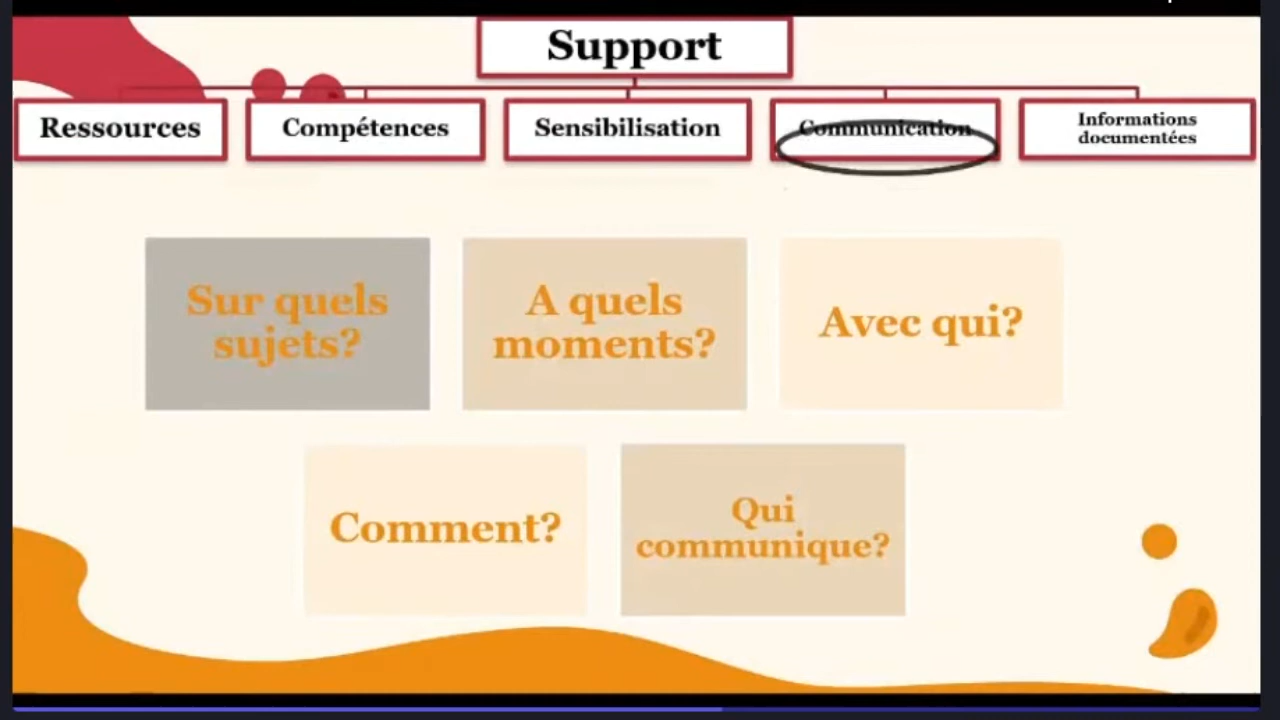 Support
Ressources
Compétences
Sensibilisation
Communication
Informations
documentées
Sur quels
sujets?
A quels
moments?
Avec qui?
Comment?
Qui
communique?